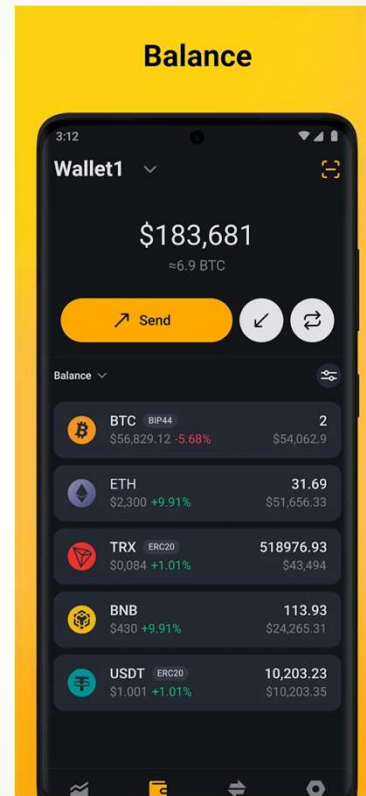 Balance
3:12
Wallet1
$183,681
≈6.9 BTC
Send
Balance
BTC BIP44 2
$56,829.12 -5.68% $54,062.9
ETH 31.69
$2,300 +9.91% $51,656.33
TRX ERC20 518976.93
$0,084 +1.01% $43,494
BNB 113.93
$430 +9.91% $24,265.31
USDT ERC20 10,203.23
$1.001 +1.01% $10,203.35